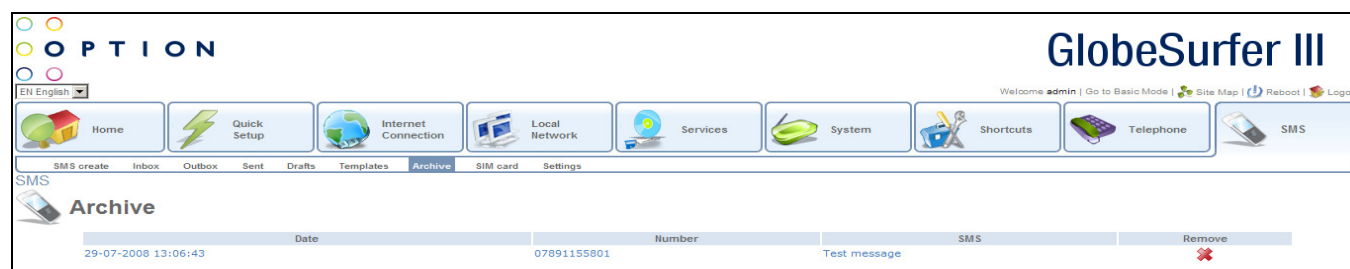 OPTION
GlobeSurfer III
EN English
Welcome admin | Go to Basic Mode | Site Map | Reboot | Logo
Home
Quick Setup
Internet Connection
Local Network
Services
System
Shortcuts
Telephone
SMS
SMS create Inbox Outbox Sent Drafts Templates Archive SIM card Settings
SMS
Archive
Date Number SMS Remove
29-07-2008 13:06:43 07891155801 Test message